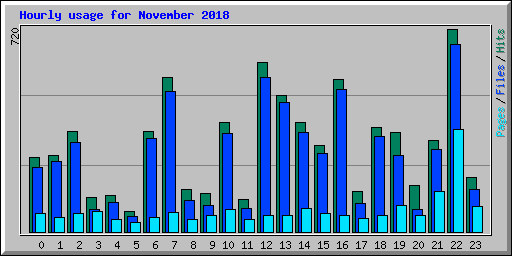 Hourly usage for November 2018
720
Pages / Files / Hits
0 1 2 3 4 5 6 7 8 9 10 11 12 13 14 15 16 17 18 19 20 21 22 23